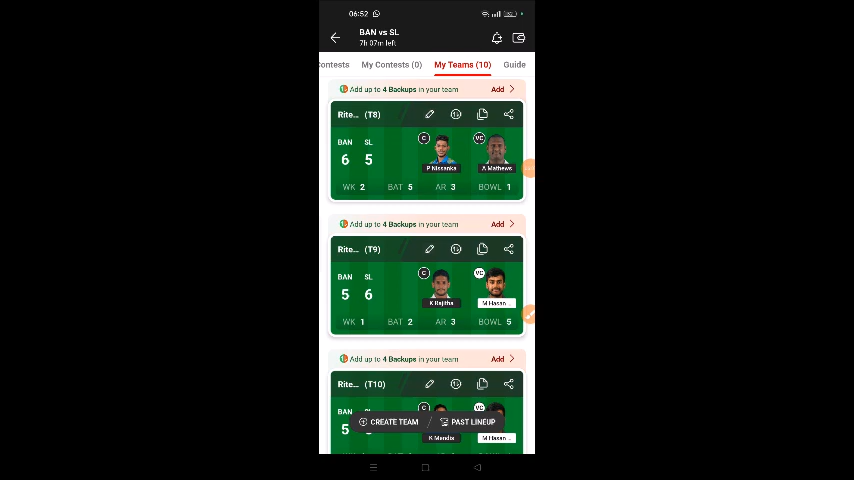 06:52
BAN vs SL
7h 07m left
contests My Contests (0) My Teams (10) Guide
Add up to 4 Backups in your team Add
Rite... (T8)
C VC
BAN SL
6 5
P Nissanka A Mathews
WK 2 BAT 5 AR 3 BOWL 1
Add up to 4 Backups in your team Add
Rite... (T9)
C VC
BAN SL
5 6
K Rajitha M Hasan ...
WK 1 BAT 2 AR 3 BOWL 5
Add up to 4 Backups in your team Add
Rite... (T10)
C VC
BAN
5
CREATE TEAM PAST LINEUP
K Mendis M Hasan ...